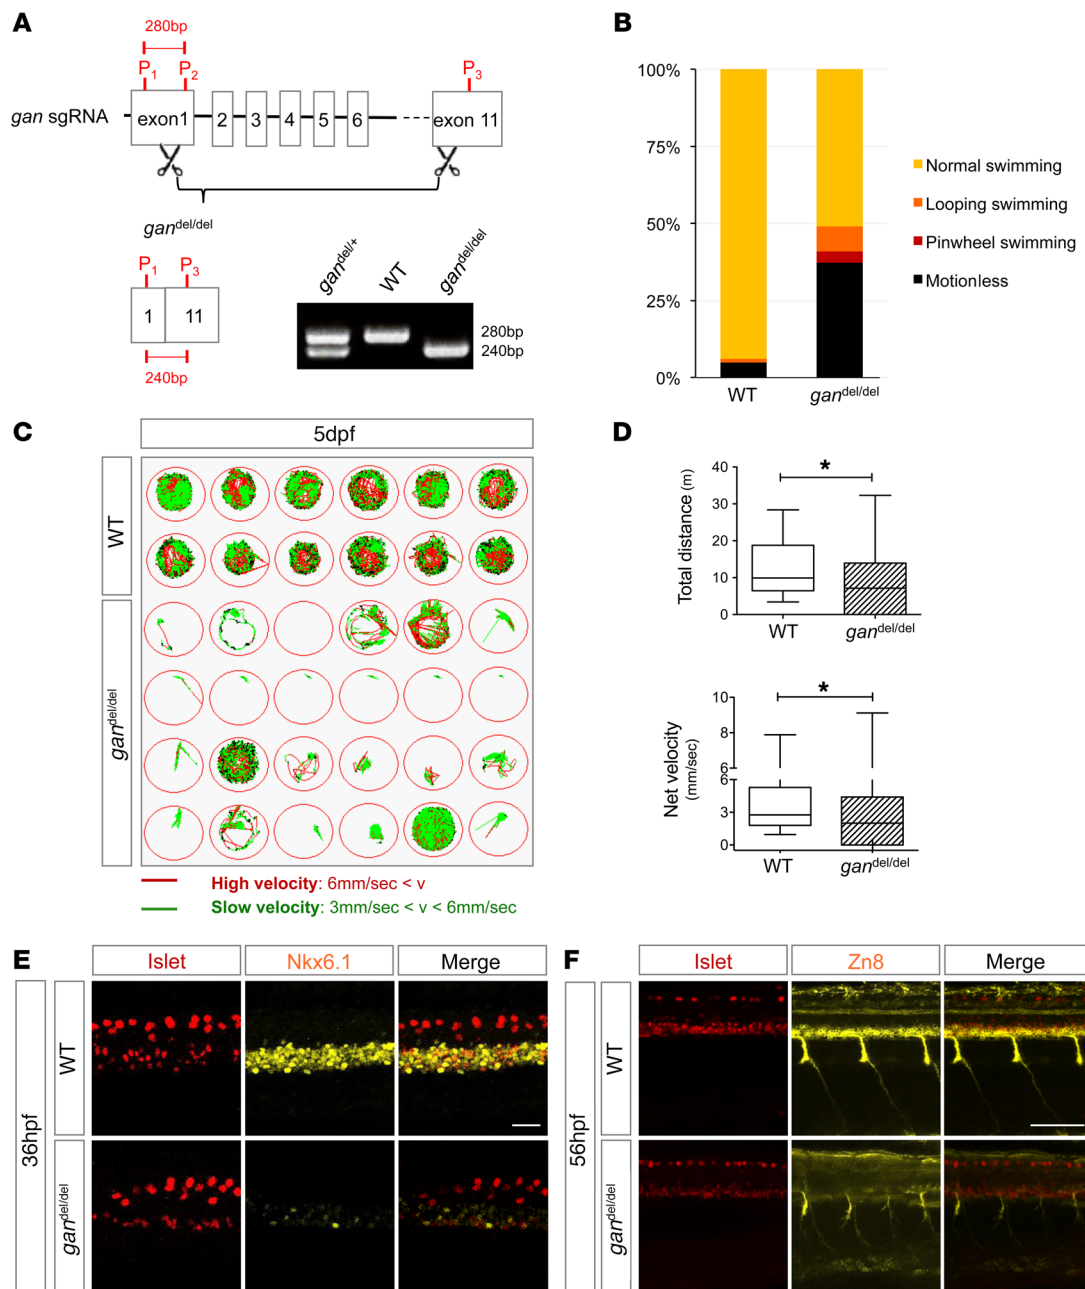 A
280bp
P1 P2 P3
gan sgRNA
exon1 2 3 4 5 6 exon 11
gandel/del
P1 P3
1 11
240bp
gandel/+ WT gandel/del
280bp
240bp
B
100%
75%
50%
25%
0%
WT gandel/del
Normal swimming
Looping swimming
Pinwheel swimming
Motionless
C
5dpf
WT
gandel/del
High velocity: 6mm/sec < v
Slow velocity: 3mm/sec < v < 6mm/sec
D
Total distance (m)
40
30
20
10
0
*
WT gandel/del
Net velocity
(mm/sec)
10
8
6
6
3
0
*
WT gandel/del
E
Islet Nkx6.1 Merge
36hpf
WT
gandel/del
F
Islet Zn8 Merge
56hpf
WT
gandel/del